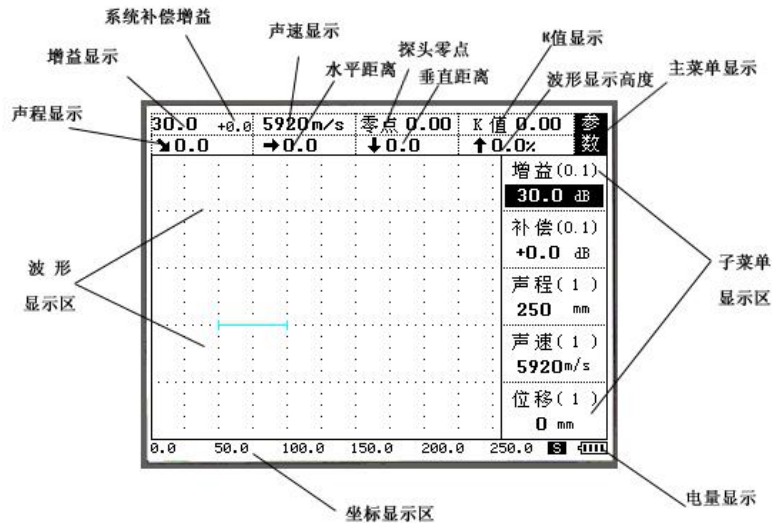 系统补偿增益
增益显示
声速显示
水平距离
探头零点
垂直距离
K值显示
波形显示高度
主菜单显示
声程显示
30.0 +0.0 5920m/s 零点 0.00 K 值 0.00 参数
➘0.0 ➔0.0 ⬇0.0 ⬆0.0%
增益(0.1)
30.0 dB
补偿(0.1)
+0.0 dB
声程( 1 )
250 mm
声速( 1 )
5920m/s
位移( 1 )
0 mm
波 形
显示区
子菜单
显示区
0.0 50.0 100.0 150.0 200.0 250.0 S
坐标显示区
电量显示